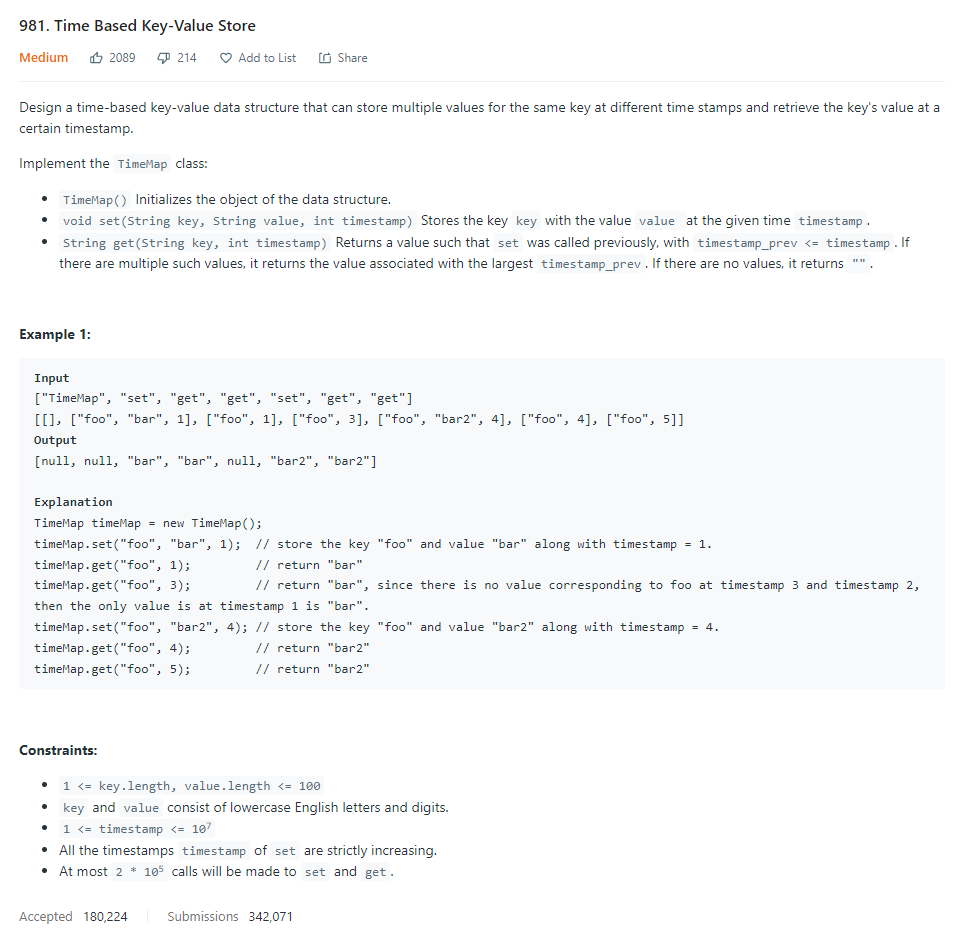 981. Time Based Key-Value Store
Medium 2089 214 Add to List Share
Design a time-based key-value data structure that can store multiple values for the same key at different time stamps and retrieve the key's value at a
certain timestamp.
Implement the TimeMap class:
• TimeMap() Initializes the object of the data structure.
• void set(String key, String value, int timestamp) Stores the key key with the value value at the given time timestamp.
• String get(String key, int timestamp) Returns a value such that set was called previously, with timestamp_prev <= timestamp. If
there are multiple such values, it returns the value associated with the largest timestamp_prev. If there are no values, it returns "".
Example 1:
Input
["TimeMap", "set", "get", "get", "set", "get", "get"]
[[], ["foo", "bar", 1], ["foo", 1], ["foo", 3], ["foo", "bar2", 4], ["foo", 4], ["foo", 5]]
Output
[null, null, "bar", "bar", null, "bar2", "bar2"]
Explanation
TimeMap timeMap = new TimeMap();
timeMap.set("foo", "bar", 1);  // store the key "foo" and value "bar" along with timestamp = 1.
timeMap.get("foo", 1);         // return "bar"
timeMap.get("foo", 3);         // return "bar", since there is no value corresponding to foo at timestamp 3 and timestamp 2,
then the only value is at timestamp 1 is "bar".
timeMap.set("foo", "bar2", 4); // store the key "foo" and value "bar2" along with timestamp = 4.
timeMap.get("foo", 4);         // return "bar2"
timeMap.get("foo", 5);         // return "bar2"
Constraints:
• 1 <= key.length, value.length <= 100
• key and value consist of lowercase English letters and digits.
• 1 <= timestamp <= 10⁷
• All the timestamps timestamp of set are strictly increasing.
• At most 2 * 10⁵ calls will be made to set and get.
Accepted 180,224 Submissions 342,071